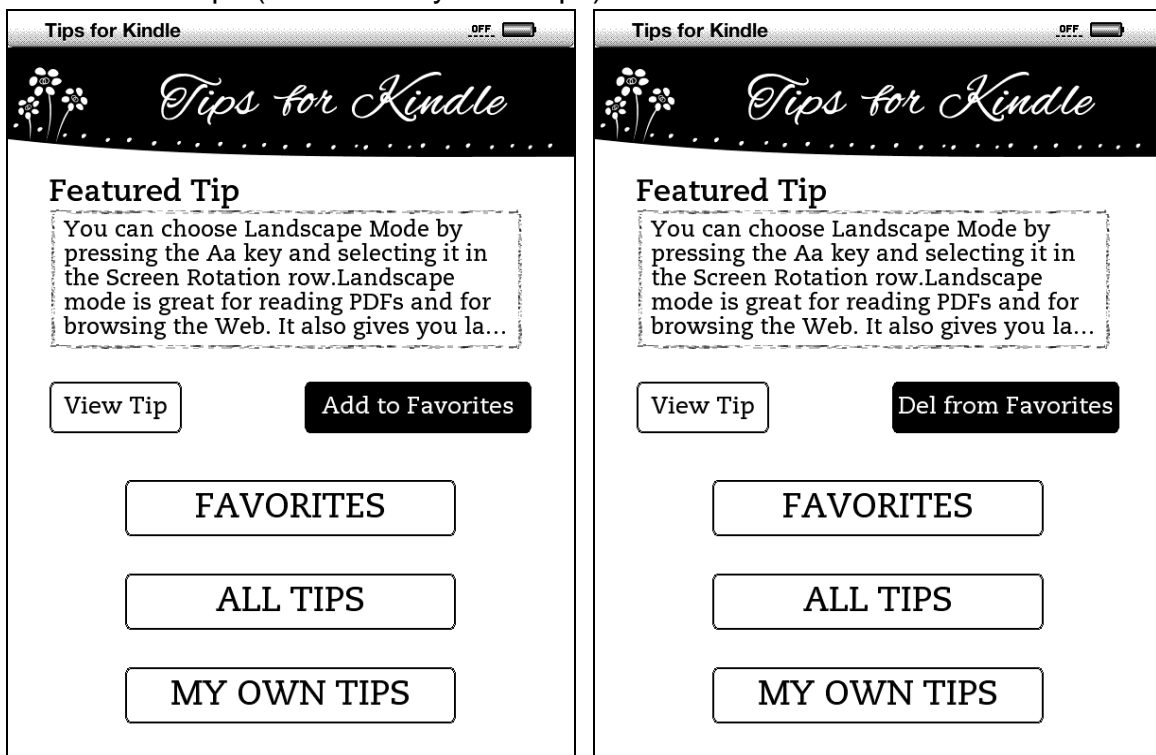 Tips for Kindle
OFF
Tips for Kindle
Featured Tip
You can choose Landscape Mode by
pressing the Aa key and selecting it in
the Screen Rotation row.Landscape
mode is great for reading PDFs and for
browsing the Web. It also gives you la...
View Tip
Add to Favorites
FAVORITES
ALL TIPS
MY OWN TIPS
Tips for Kindle
OFF
Tips for Kindle
Featured Tip
You can choose Landscape Mode by
pressing the Aa key and selecting it in
the Screen Rotation row.Landscape
mode is great for reading PDFs and for
browsing the Web. It also gives you la...
View Tip
Del from Favorites
FAVORITES
ALL TIPS
MY OWN TIPS